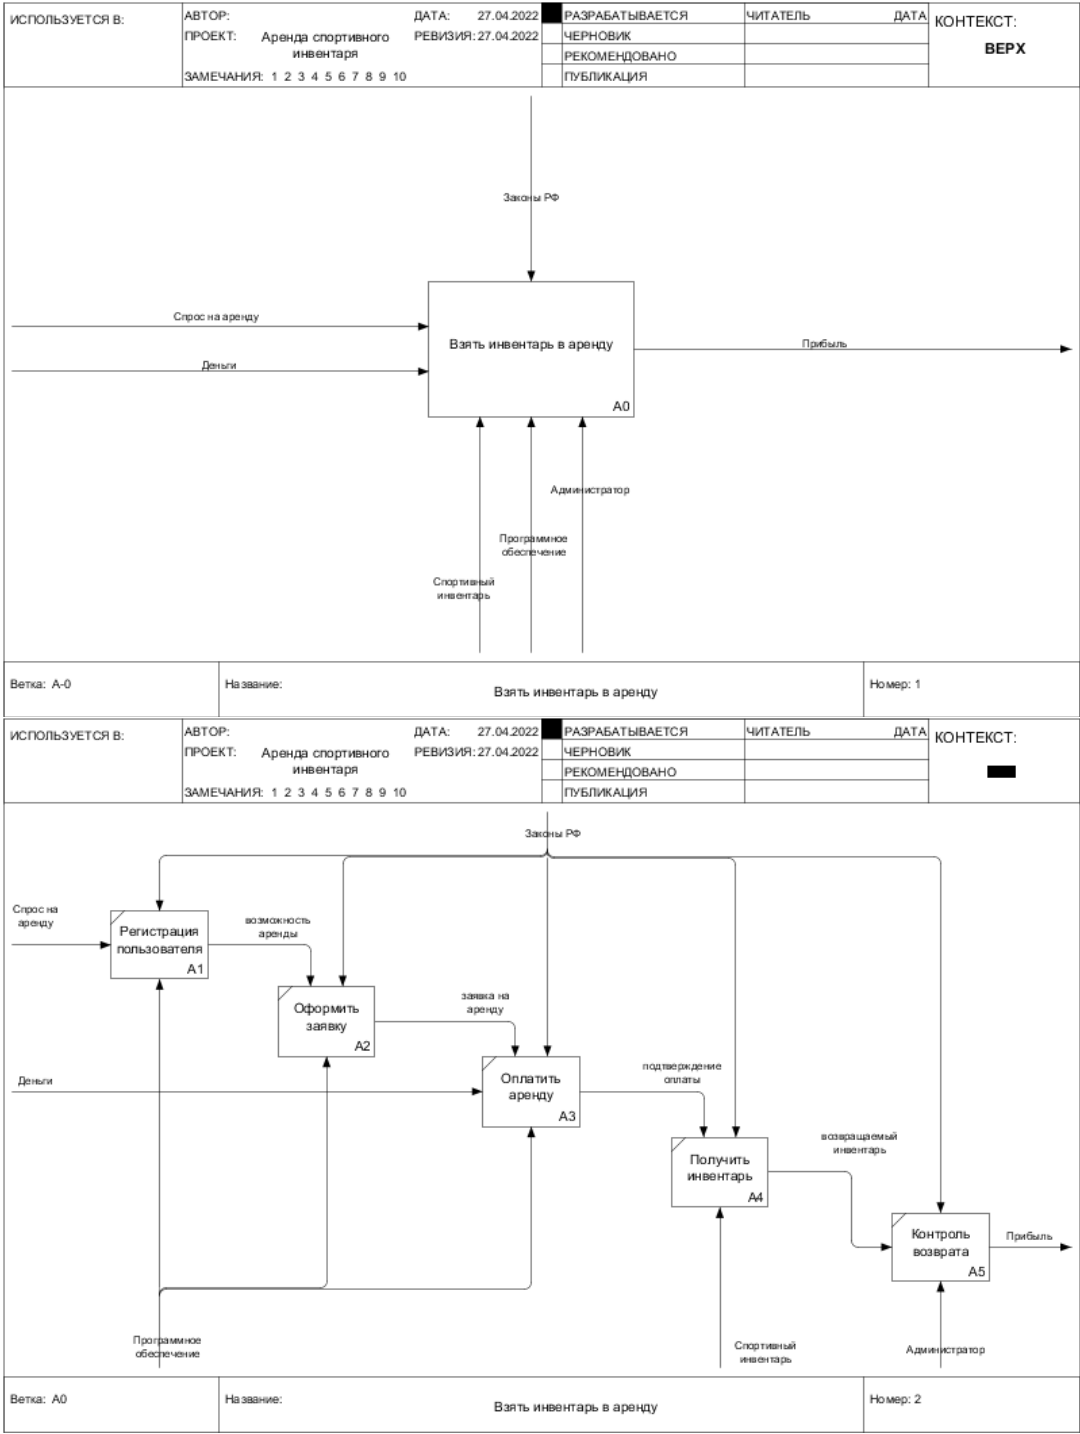 ИСПОЛЬЗУЕТСЯ В:
АВТОР:
ДАТА: 27.04.2022
РАЗРАБАТЫВАЕТСЯ
ЧИТАТЕЛЬ
ДАТА
КОНТЕКСТ:
ПРОЕКТ: Аренда спортивного
инвентаря
РЕВИЗИЯ: 27.04.2022
ЧЕРНОВИК
ВЕРХ
РЕКОМЕНДОВАНО
ЗАМЕЧАНИЯ: 1 2 3 4 5 6 7 8 9 10
ПУБЛИКАЦИЯ
Законы РФ
Спрос на аренду
Взять инвентарь в аренду
Прибыль
Деньги
A0
Администратор
Программное
обеспечение
Спортивный
инвентарь
Ветка: A-0
Название:
Взять инвентарь в аренду
Номер: 1
ИСПОЛЬЗУЕТСЯ В:
АВТОР:
ДАТА: 27.04.2022
РАЗРАБАТЫВАЕТСЯ
ЧИТАТЕЛЬ
ДАТА
КОНТЕКСТ:
ПРОЕКТ: Аренда спортивного
инвентаря
РЕВИЗИЯ: 27.04.2022
ЧЕРНОВИК
РЕКОМЕНДОВАНО
ЗАМЕЧАНИЯ: 1 2 3 4 5 6 7 8 9 10
ПУБЛИКАЦИЯ
Законы РФ
Спрос на
аренду
Регистрация
пользователя
A1
возможность
аренды
Оформить
заявку
A2
заявка на
аренду
Деньги
Оплатить
аренду
A3
подтверждение
оплаты
Получить
инвентарь
A4
возвращаемый
инвентарь
Контроль
возврата
A5
Прибыль
Программное
обеспечение
Спортивный
инвентарь
Администратор
Ветка: A0
Название:
Взять инвентарь в аренду
Номер: 2